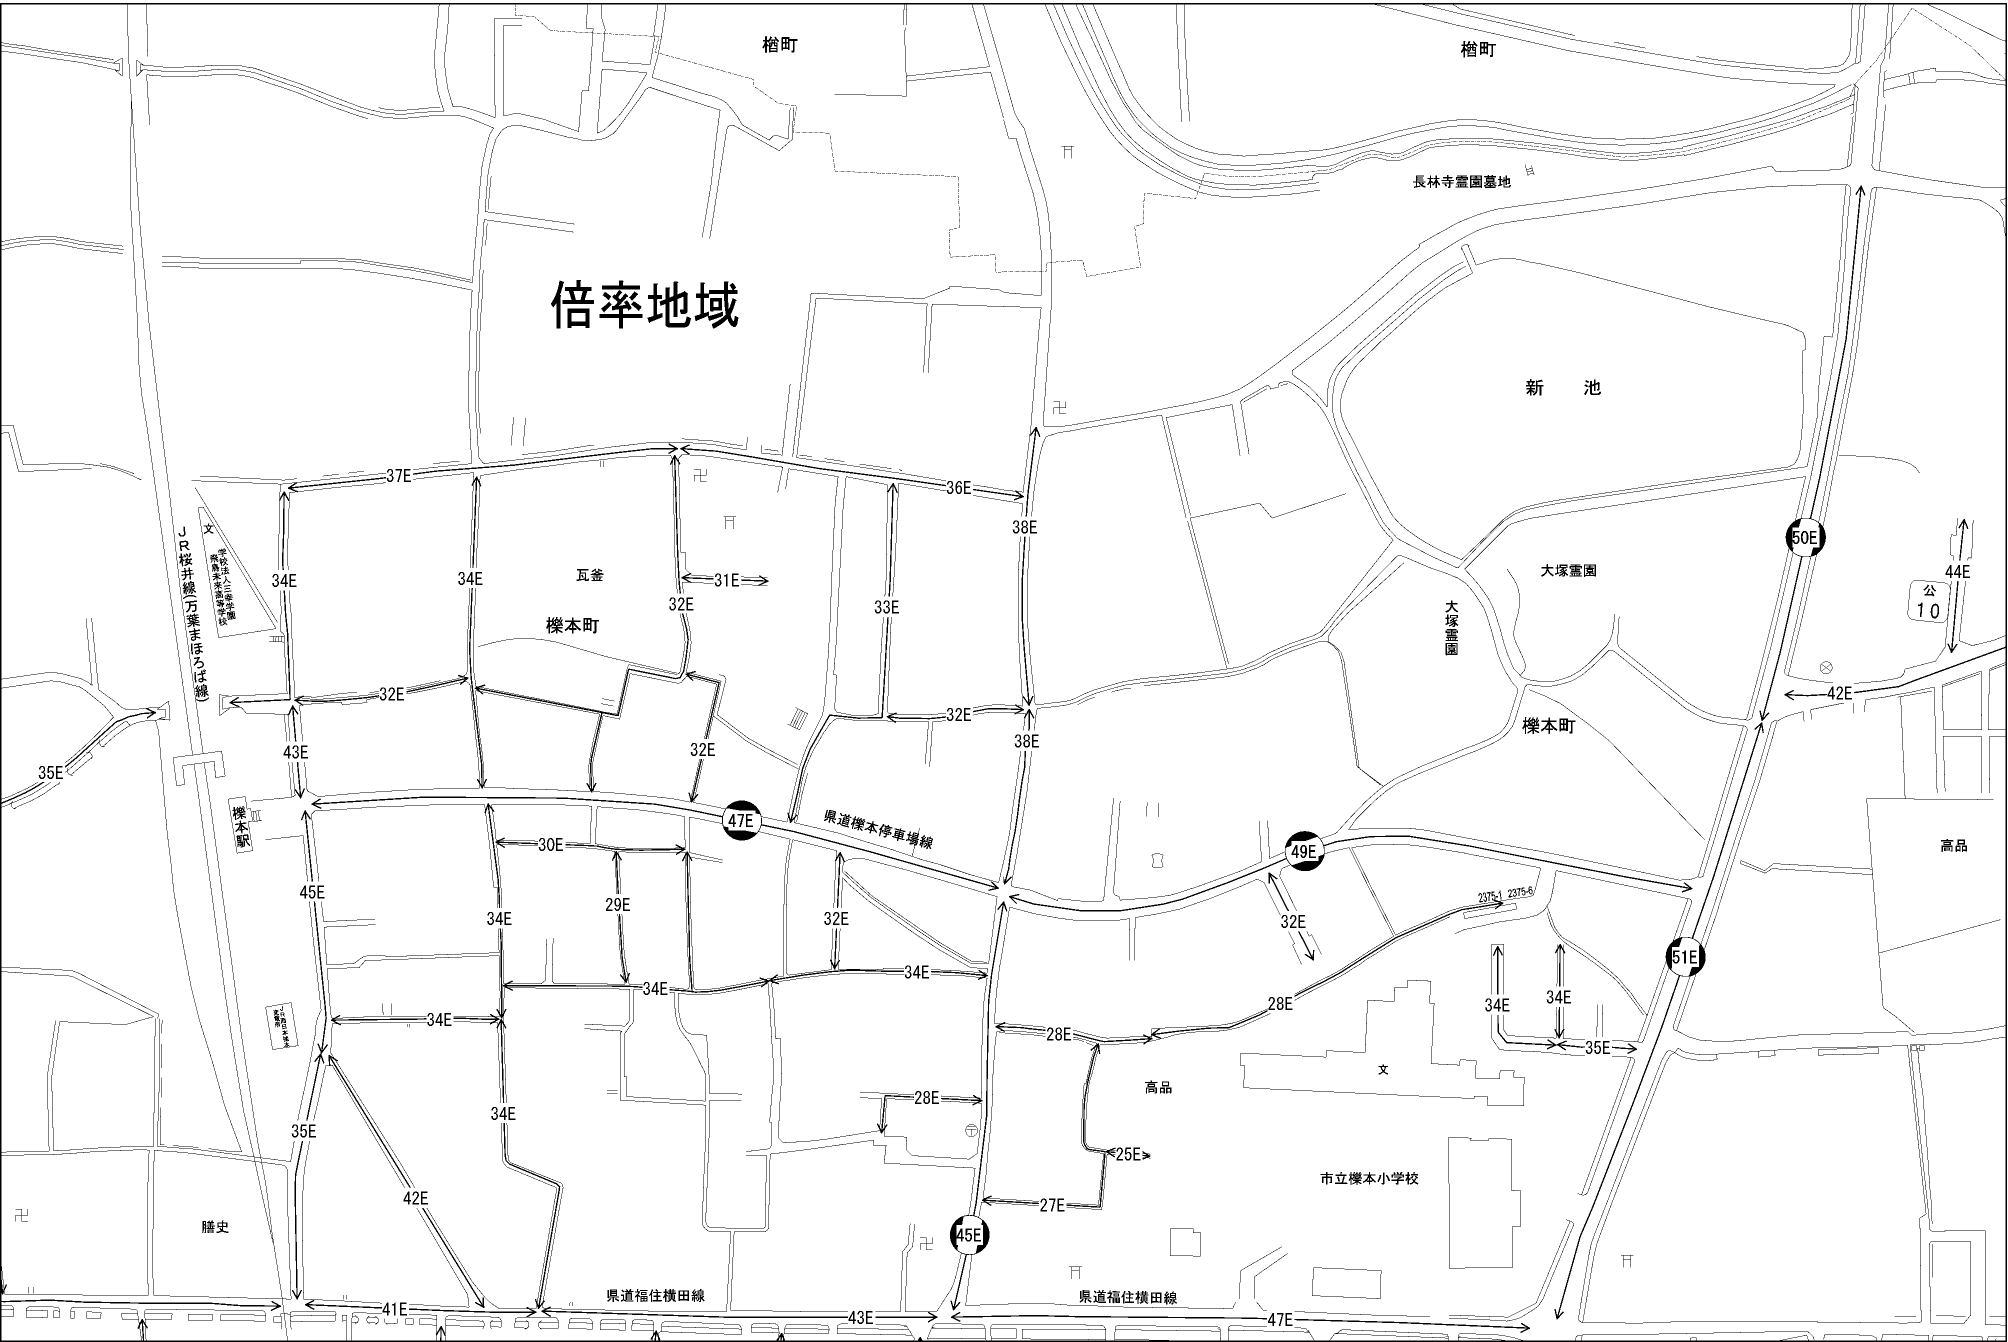 楢町
楢町
長林寺霊園墓地
倍率地域
新 池
37E
36E
38E
50E
文
学校法人三幸学園
飛鳥未来高等学校
JR桜井線(万葉まほろば線)
34E
34E
瓦釜
31E
32E
33E
大塚霊園
大塚霊園
44E
公
10
櫟本町
32E
32E
42E
38E
43E
32E
櫟本町
35E
櫟本駅
47E
県道櫟本停車場線
49E
高品
30E
45E
29E
34E
32E
32E
2375-1 2375-6
51E
34E
34E
28E
34E
34E
34E
28E
35E
文
高品
28E
34E
35E
25E
市立櫟本小学校
42E
27E
膳史
45E
県道福住横田線
県道福住横田線
41E
43E
47E